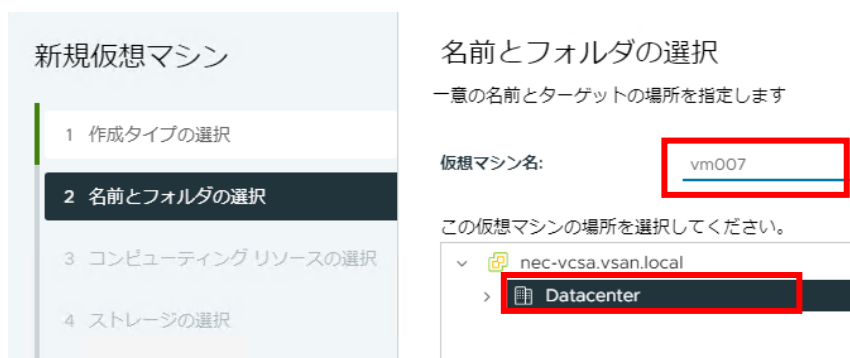 新規仮想マシン
1 作成タイプの選択
2 名前とフォルダの選択
3 コンピューティング リソースの選択
4 ストレージの選択
名前とフォルダの選択
一意の名前とターゲットの場所を指定します
仮想マシン名: vm007
この仮想マシンの場所を選択してください。
nec-vcsa.vsan.local
Datacenter